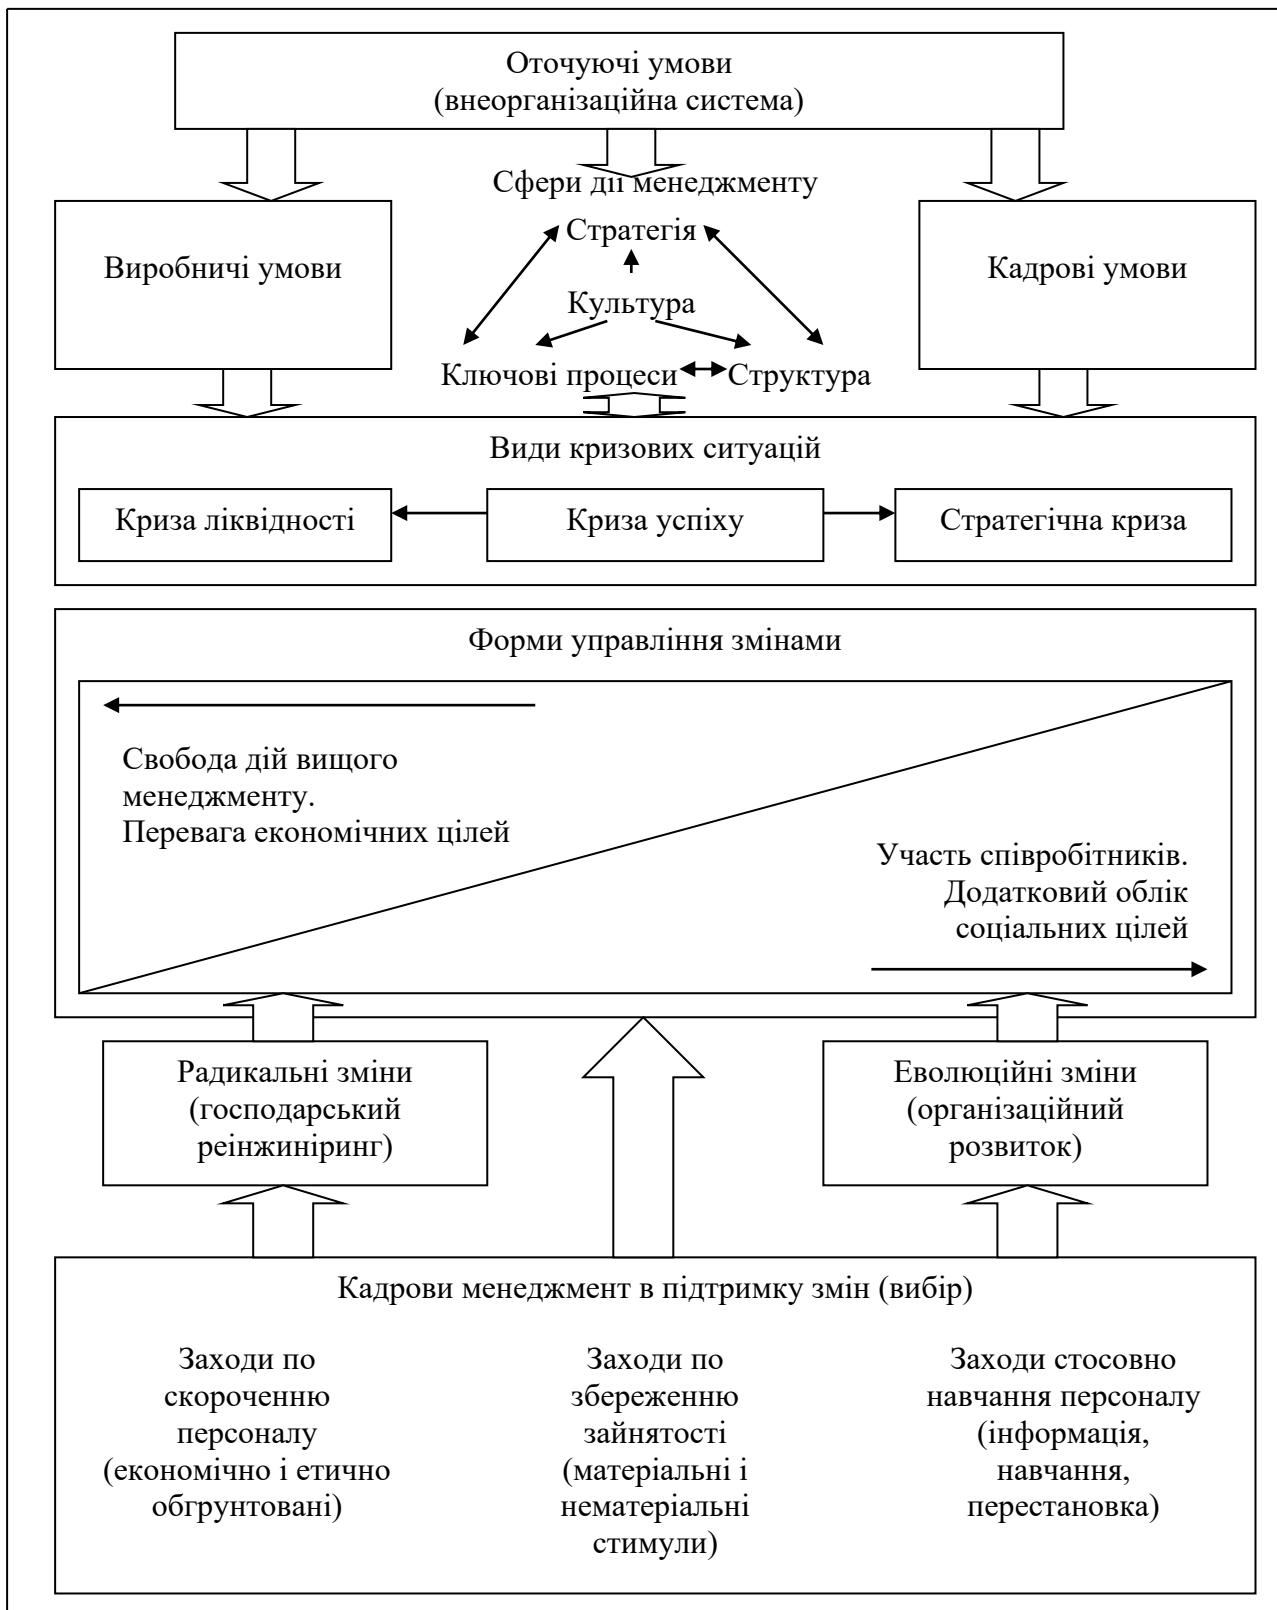 Оточуючі умови
(внеорганізаційна система)
Сфери дії менеджменту
Стратегія
Виробничі умови
Кадрові умови
Культура
Ключові процеси
Структура
Види кризових ситуацій
Криза ліквідності
Криза успіху
Стратегічна криза
Форми управління змінами
Свобода дій вищого
менеджменту.
Перевага економічних цілей
Участь співробітників.
Додатковий облік
соціальних цілей
Радикальні зміни
(господарський
реінжиніринг)
Еволюційні зміни
(організаційний
розвиток)
Кадрови менеджмент в підтримку змін (вибір)
Заходи по
скороченню
персоналу
(економічно і етично
обгрунтовані)
Заходи по
збереженню
зайнятості
(матеріальні і
нематеріальні
стимули)
Заходи стосовно
навчання персоналу
(інформація,
навчання,
перестановка)